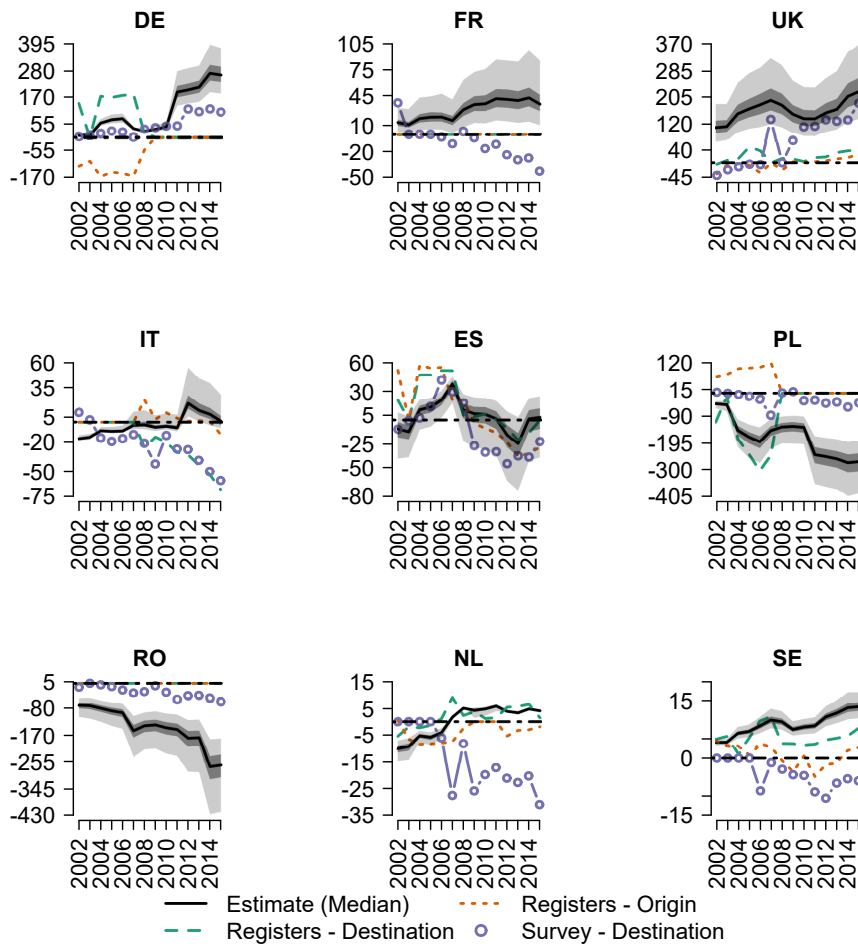 DE FR UK
395 105 370
280 75 285
170 45 205
55 10 120
-55 -20 40
-170 -50 -45
2002 2004 2006 2008 2010 2012 2014 2002 2004 2006 2008 2010 2012 2014 2002 2004 2006 2008 2010 2012 2014
IT ES PL
60 60 120
35 30 15
5 5 -90
-20 -25 -195
-50 -50 -300
-75 -80 -405
2002 2004 2006 2008 2010 2012 2014 2002 2004 2006 2008 2010 2012 2014 2002 2004 2006 2008 2010 2012 2014
RO NL SE
5 15 15
-80 5 0
-170 -5 -15
-255 -15
-345 -25
-430 -35
2002 2004 2006 2008 2010 2012 2014 2002 2004 2006 2008 2010 2012 2014 2002 2004 2006 2008 2010 2012 2014
Estimate (Median) Registers - Origin
Registers - Destination Survey - Destination